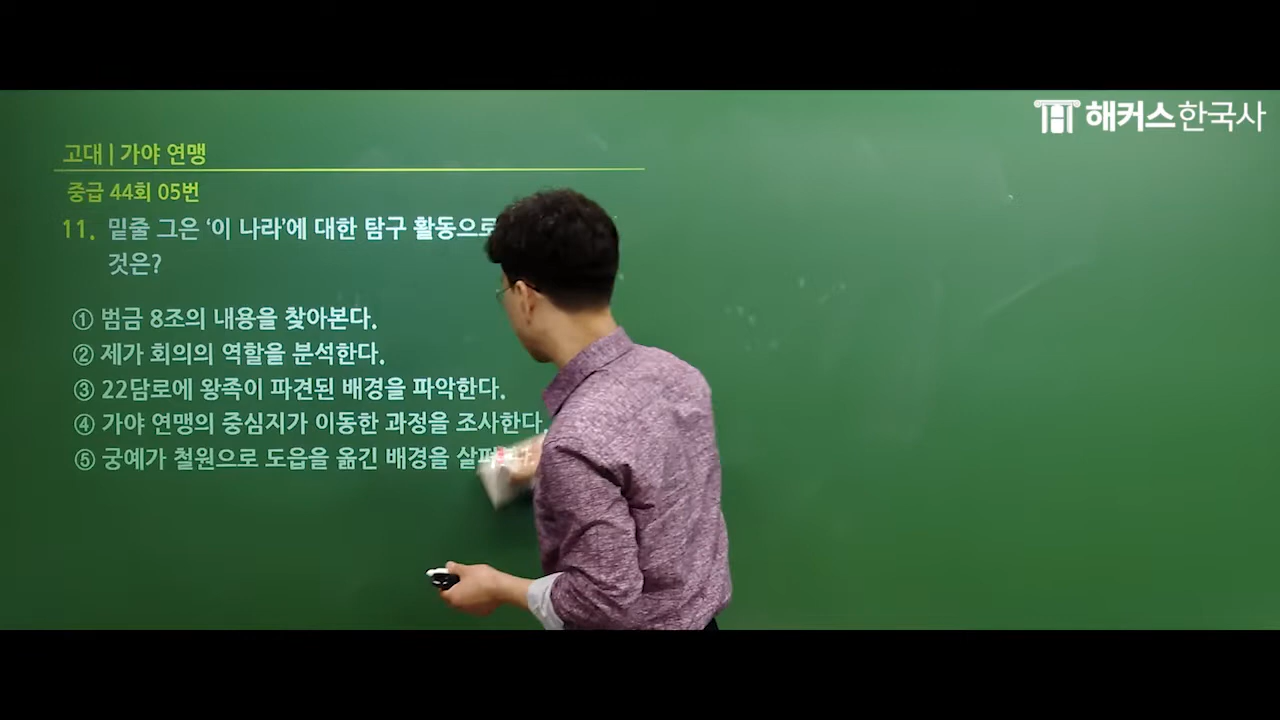 해커스한국사
고대 | 가야 연맹
중급 44회 05번
11. 밑줄 그은 ‘이 나라’에 대한 탐구 활동으로
것은?
① 범금 8조의 내용을 찾아본다.
② 제가 회의의 역할을 분석한다.
③ 22담로에 왕족이 파견된 배경을 파악한다.
④ 가야 연맹의 중심지가 이동한 과정을 조사한다.
⑤ 궁예가 철원으로 도읍을 옮긴 배경을